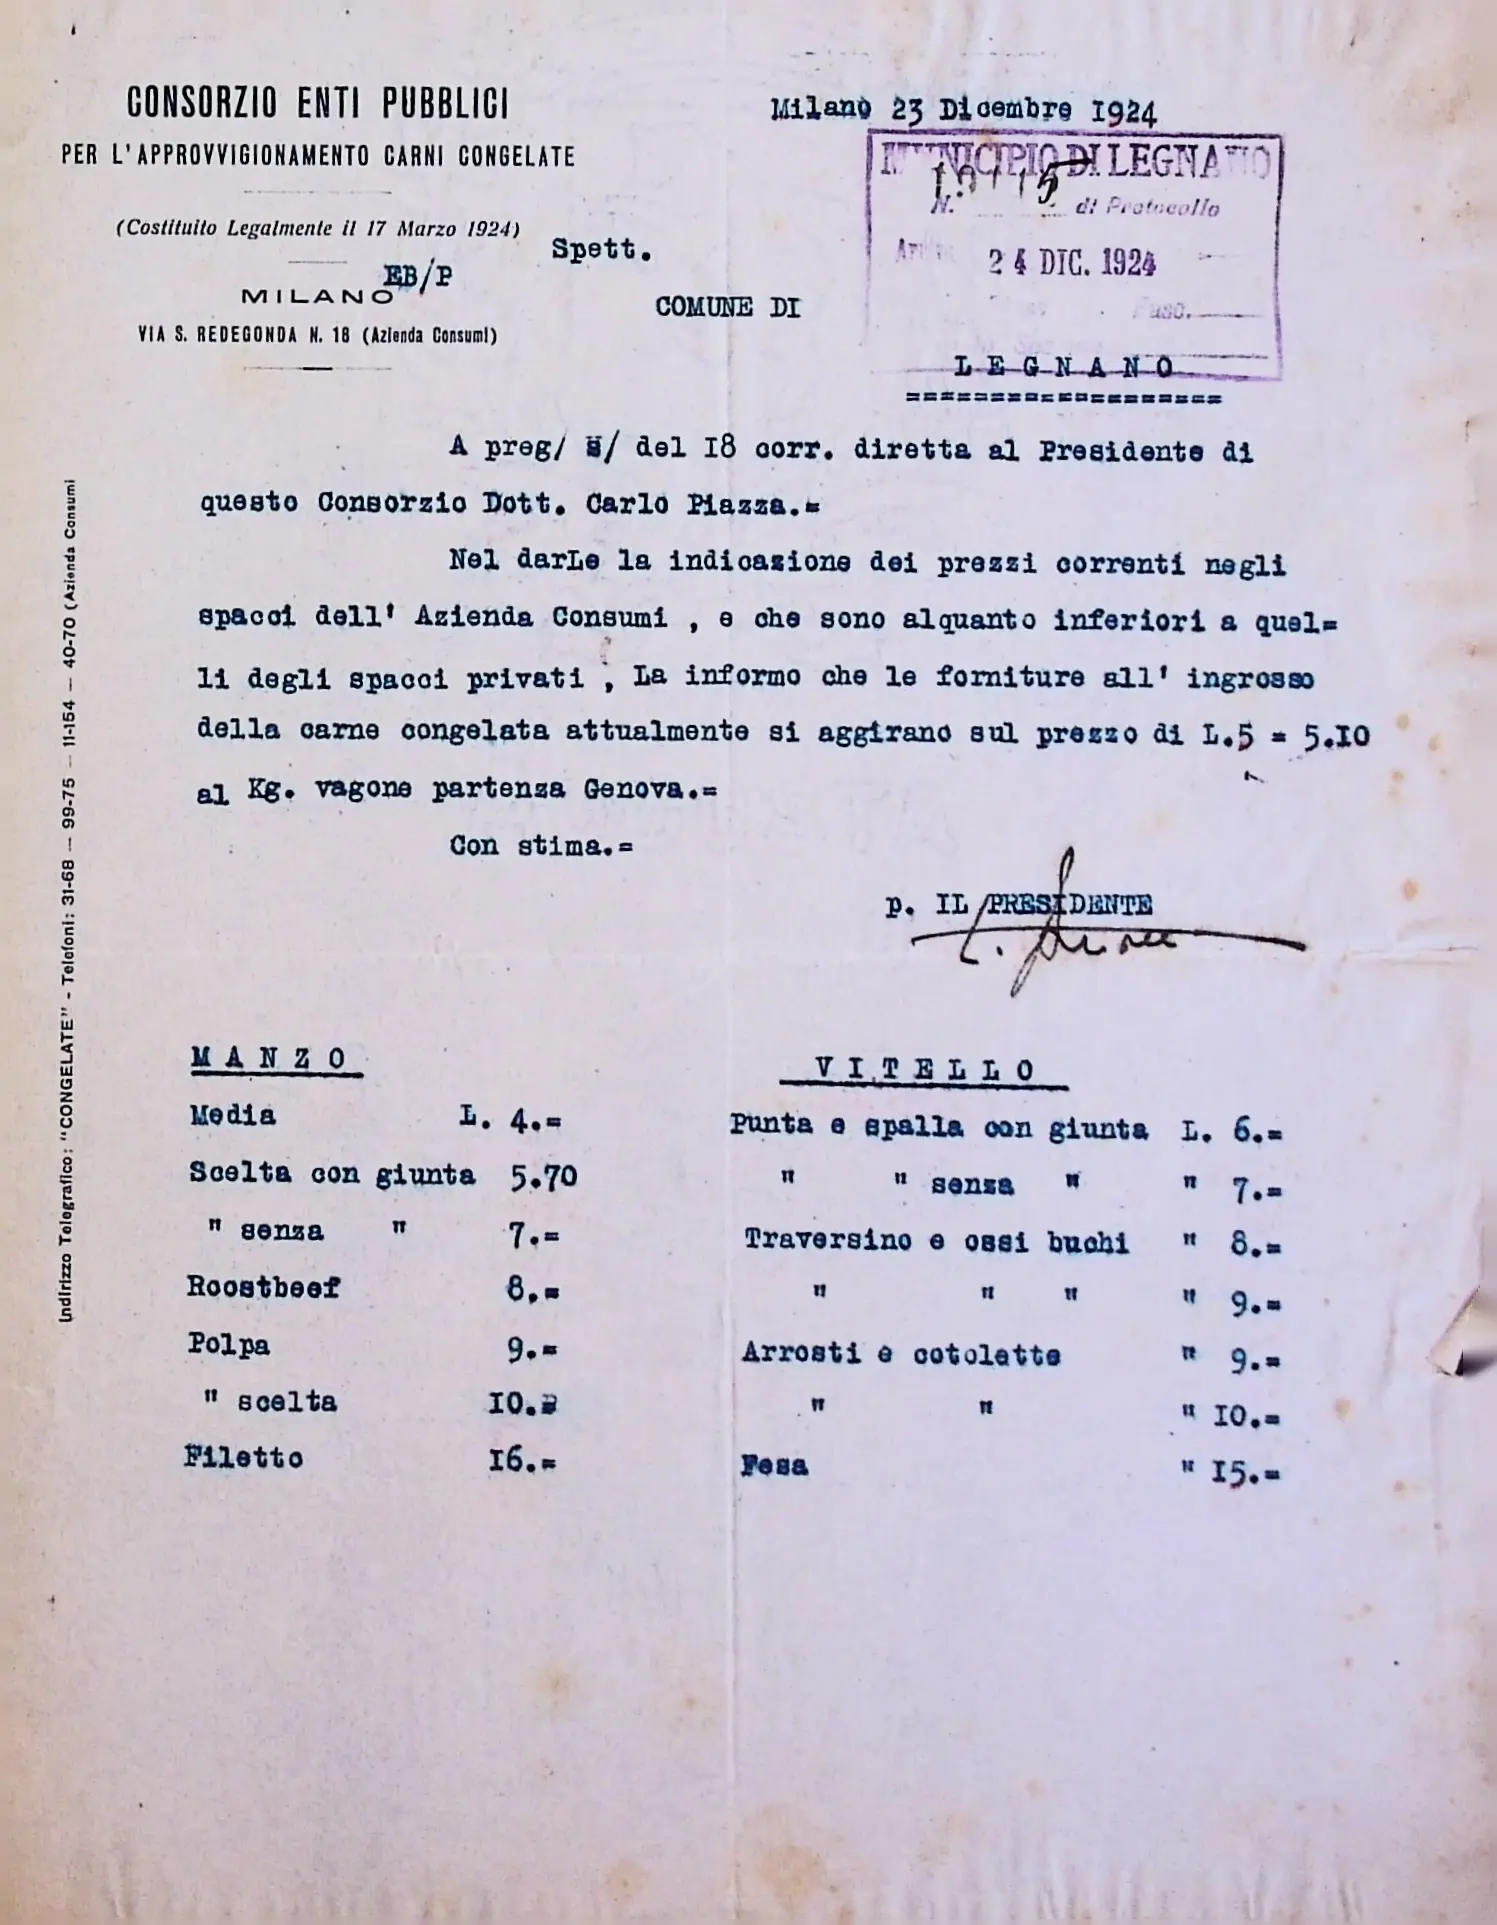 CONSORZIO ENTI PUBBLICI
PER L'APPROVVIGIONAMENTO CARNI CONGELATE
(Costituito Legalmente il 17 Marzo 1924)
EB/P
MILANO
VIA S. REDEGONDA N. 18 (Azienda Consumi)
Milano 23 Dicembre 1924
MUNICIPIO DI LEGNANO
N. di Protocollo
24 DIC. 1924
Fasc.
Spett.
COMUNE DI
LEGNANO
===================
A preg/ S/ del 18 corr. diretta al Presidente di
questo Consorzio Dott. Carlo Piazza.=
Nel darLe la indicazione dei prezzi correnti negli
spacci dell' Azienda Consumi , e che sono alquanto inferiori a quel=
li degli spacci privati , La informo che le forniture all' ingrosso
della carne congelata attualmente si aggirano sul prezzo di L.5 = 5.10
al Kg. vagone partenza Genova.=
Con stima.=
p. IL PRESIDENTE
Indirizzo Telegrafico: "CONGELATE" - Telefoni: 31-68 — 99-75 — 11-154 — 40-70 (Azienda Consumi
MANZO
Media L. 4.=
Scelta con giunta 5.70
" senza " 7.=
Roostbeef 8.=
Polpa 9.=
" scelta 10.=
Filetto 16.=
VITELLO
Punta e spalla con giunta L. 6.=
" " senza " " 7.=
Traversino e ossi buchi " 8.=
" " " " 9.=
Arrosti e cotolette " 9.=
" " " 10.=
Fesa " 15.=